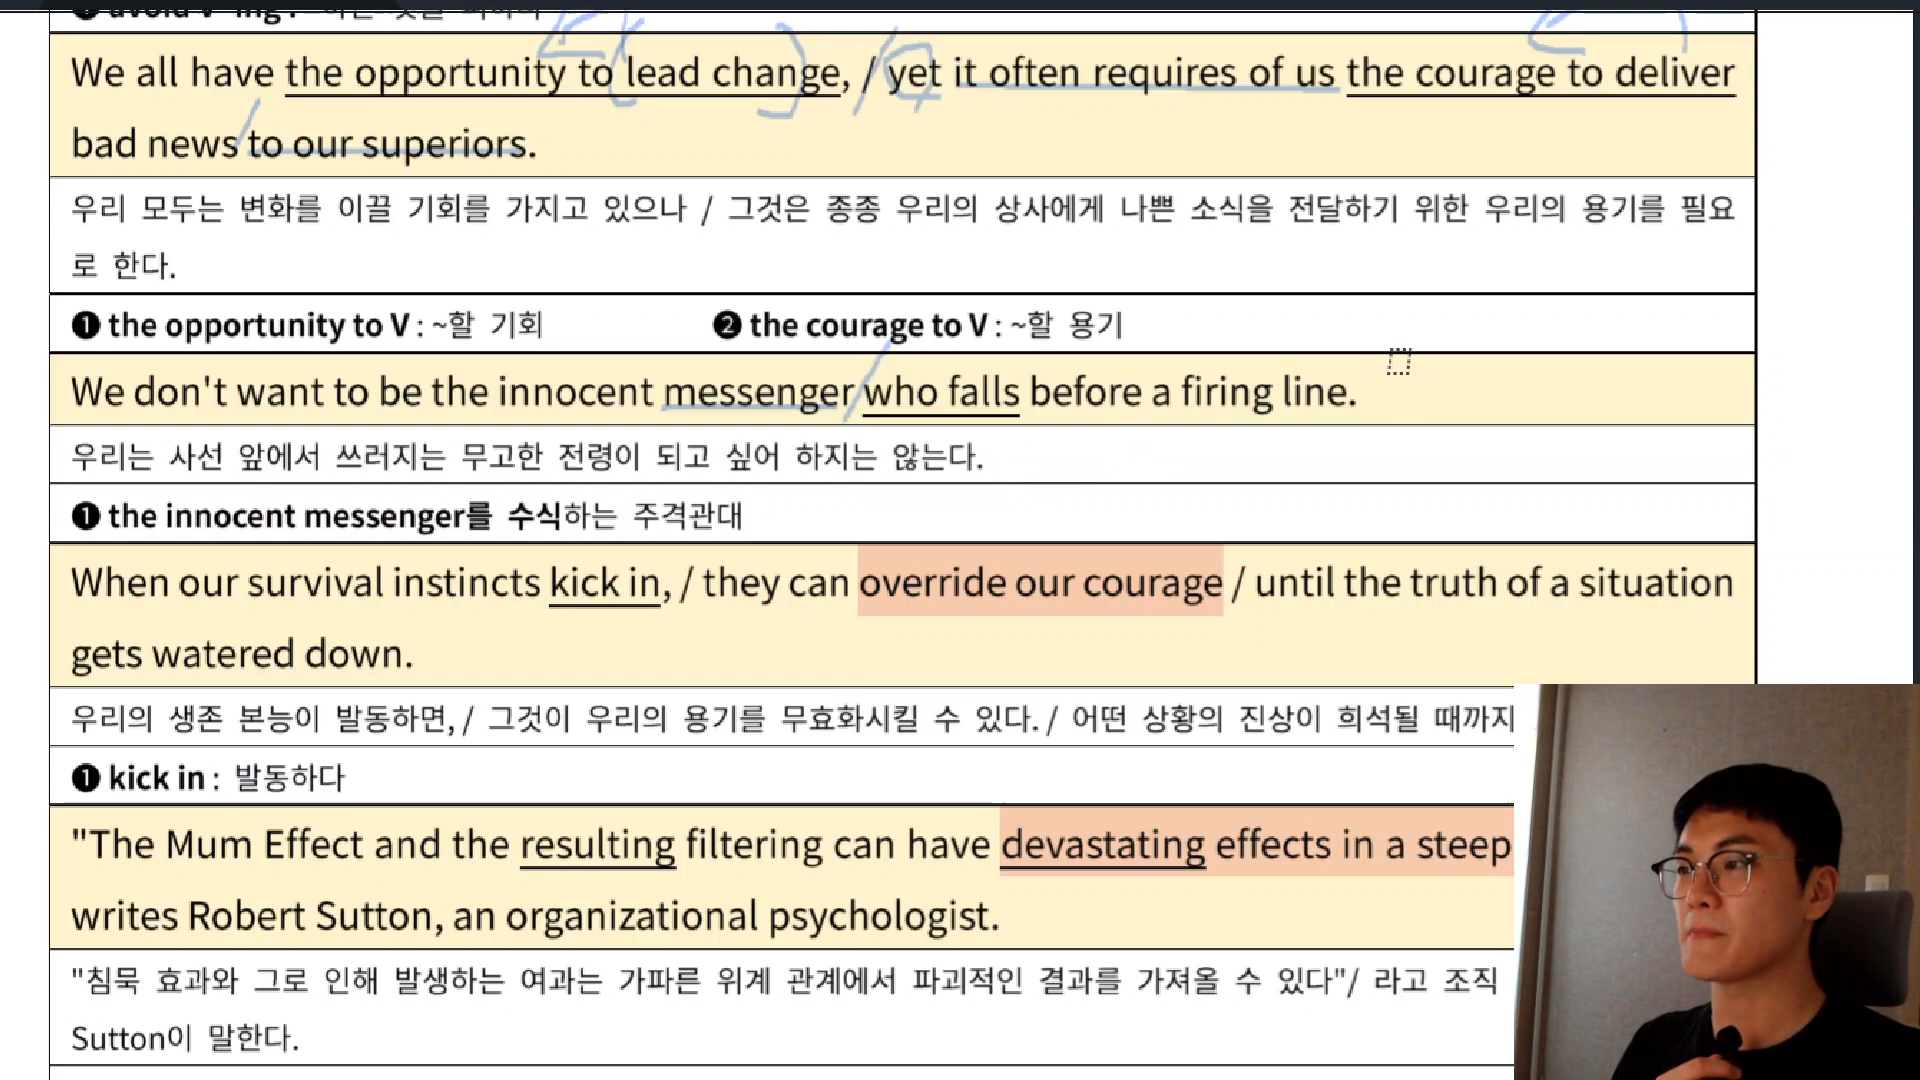 We all have the opportunity to lead change, / yet it often requires of us the courage to deliver
bad news to our superiors.
우리 모두는 변화를 이끌 기회를 가지고 있으나 / 그것은 종종 우리의 상사에게 나쁜 소식을 전달하기 위한 우리의 용기를 필요
로 한다.
❶ the opportunity to V : ~할 기회 ❷ the courage to V : ~할 용기
We don't want to be the innocent messenger who falls before a firing line.
우리는 사선 앞에서 쓰러지는 무고한 전령이 되고 싶어 하지는 않는다.
❶ the innocent messenger를 수식하는 주격관대
When our survival instincts kick in, / they can override our courage / until the truth of a situation
gets watered down.
우리의 생존 본능이 발동하면, / 그것이 우리의 용기를 무효화시킬 수 있다. / 어떤 상황의 진상이 희석될 때까지
❶ kick in : 발동하다
"The Mum Effect and the resulting filtering can have devastating effects in a steep
writes Robert Sutton, an organizational psychologist.
"침묵 효과와 그로 인해 발생하는 여과는 가파른 위계 관계에서 파괴적인 결과를 가져올 수 있다"/ 라고 조직
Sutton이 말한다.